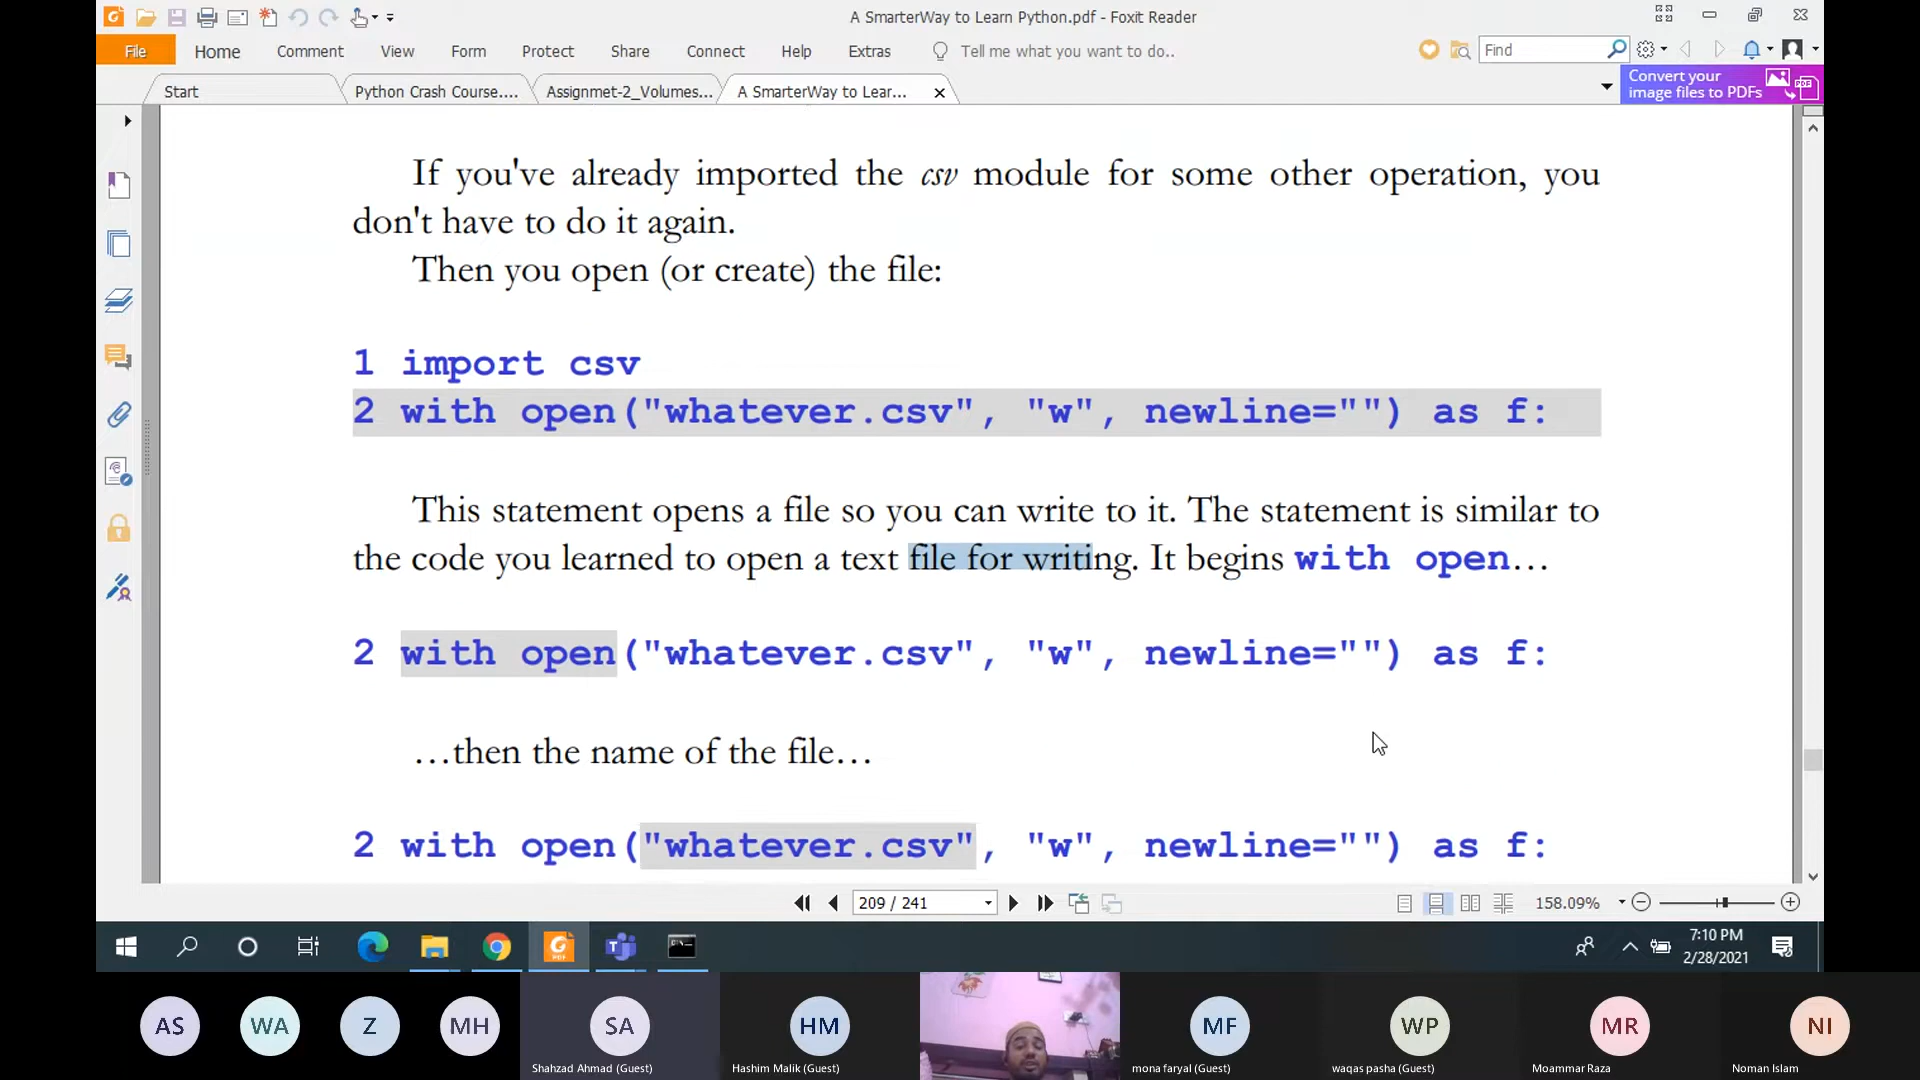 A SmarterWay to Learn Python.pdf - Foxit Reader
File Home Comment View Form Protect Share Connect Help Extras Tell me what you want to do.. Find
Start Python Crash Course.... Assignmet-2_Volumes... A SmarterWay to Lear...
Convert your
image files to PDFs
If you've already imported the csv module for some other operation, you
don't have to do it again.
Then you open (or create) the file:
1 import csv
2 with open("whatever.csv", "w", newline="") as f:
This statement opens a file so you can write to it. The statement is similar to
the code you learned to open a text file for writing. It begins with open…
2 with open("whatever.csv", "w", newline="") as f:
…then the name of the file…
2 with open("whatever.csv", "w", newline="") as f:
209 / 241
158.09%
7:10 PM
2/28/2021
AS WA Z MH SA HM MF WP MR NI
Shahzad Ahmad (Guest) Hashim Malik (Guest) mona faryal (Guest) waqas pasha (Guest) Moammar Raza Noman Islam